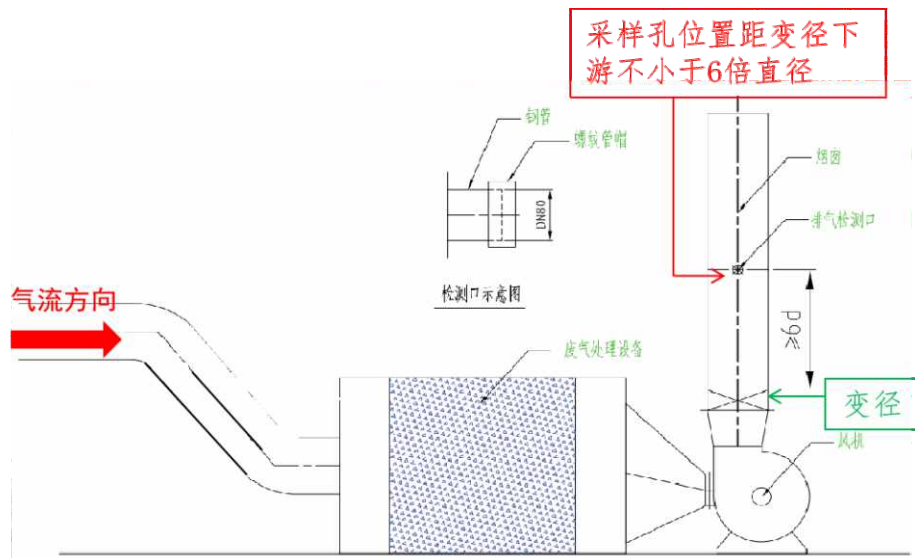 采样孔位置距变径下
游不小于6倍直径
钢管
螺纹管帽
烟囱
DN80
排气检测口
气流方向
检测口示意图
≥6d
废气处理设备
变径
风机